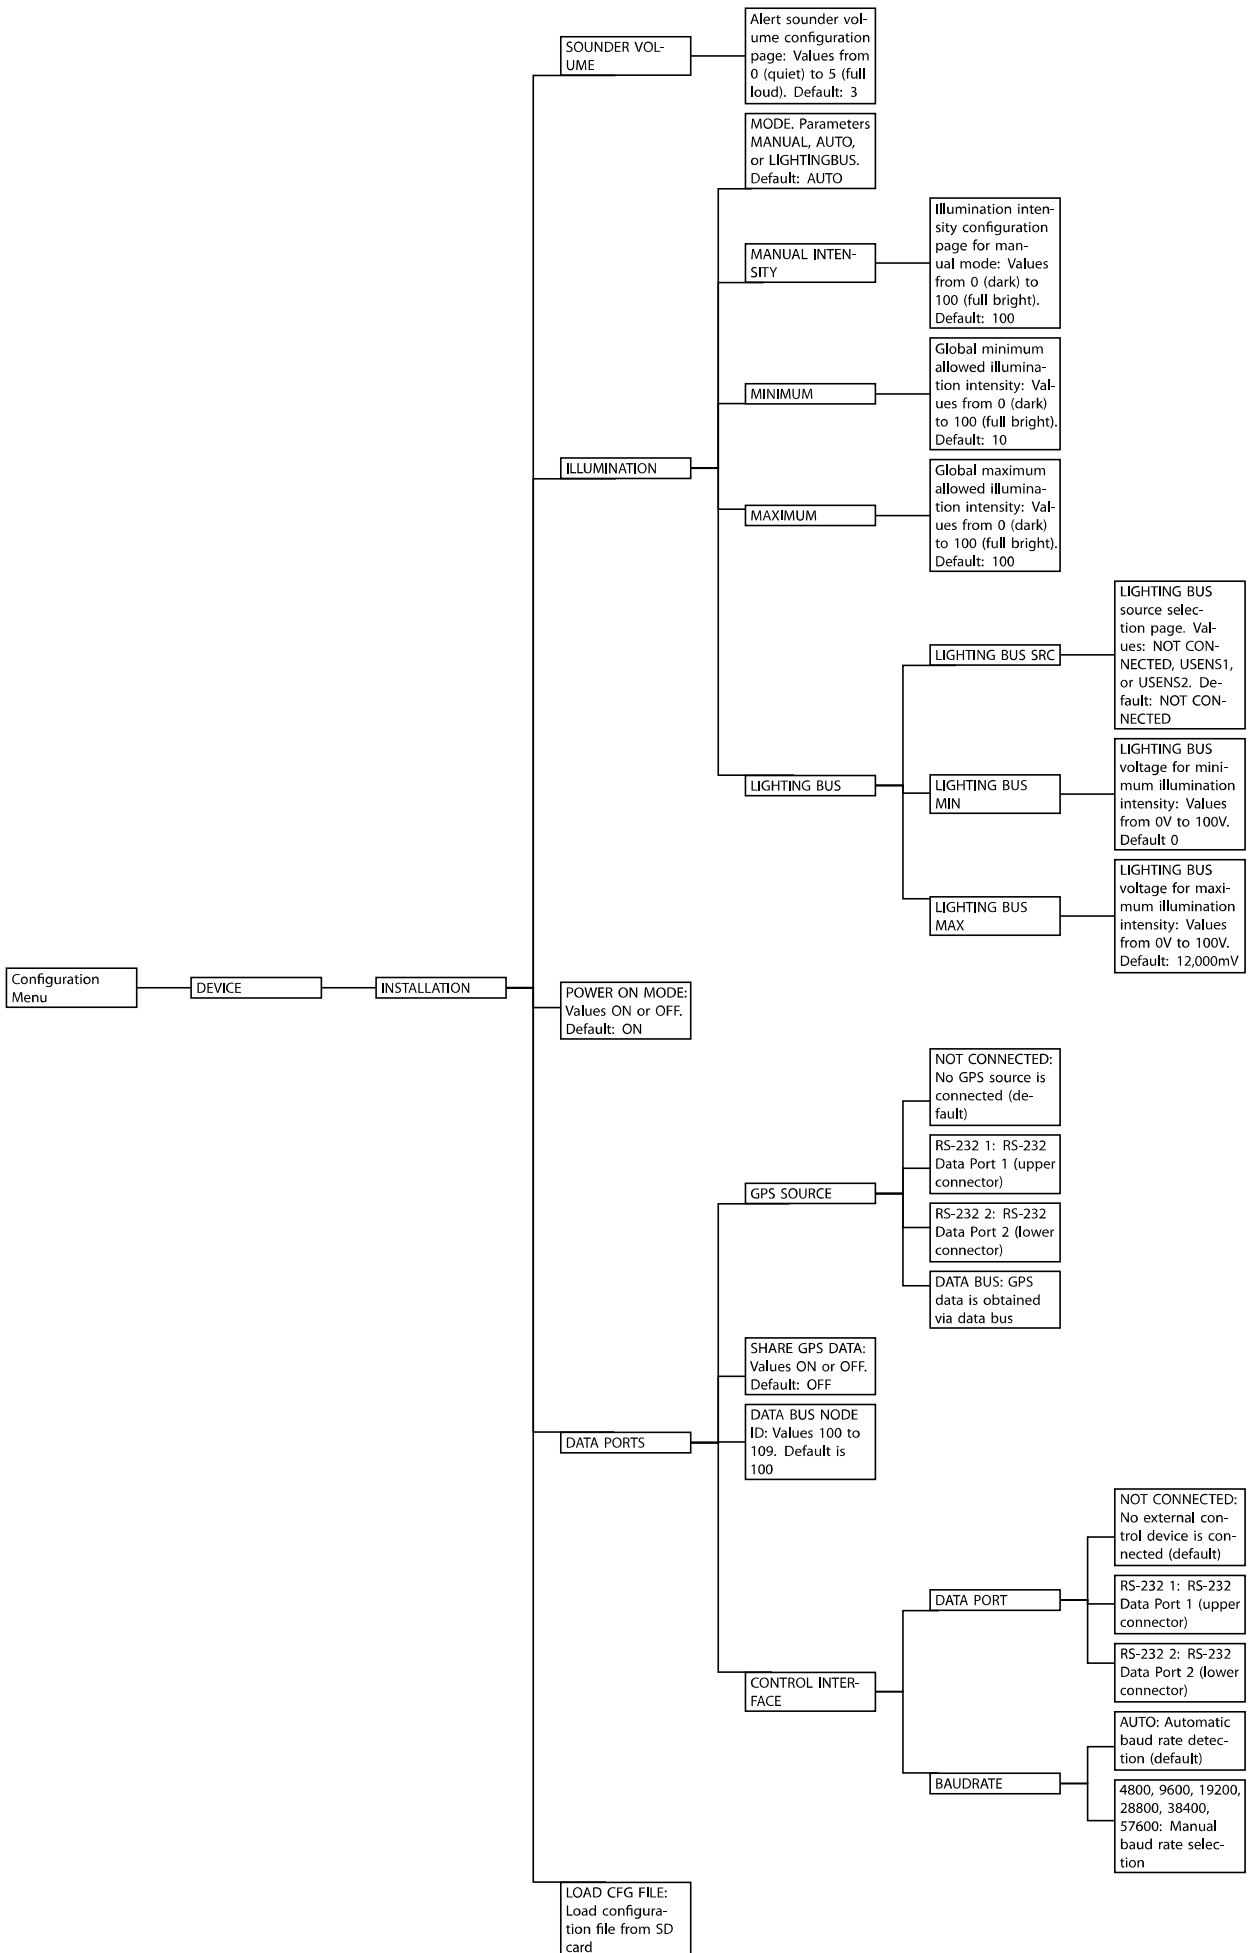 Configuration
Menu
DEVICE
INSTALLATION
SOUNDER VOL-
UME
Alert sounder vol-
ume configuration
page: Values from
0 (quiet) to 5 (full
loud). Default: 3
ILLUMINATION
MODE. Parameters
MANUAL, AUTO,
or LIGHTINGBUS.
Default: AUTO
MANUAL INTEN-
SITY
Illumination inten-
sity configuration
page for man-
ual mode: Values
from 0 (dark) to
100 (full bright).
Default: 100
MINIMUM
Global minimum
allowed illumina-
tion intensity: Val-
ues from 0 (dark)
to 100 (full bright).
Default: 10
MAXIMUM
Global maximum
allowed illumina-
tion intensity: Val-
ues from 0 (dark)
to 100 (full bright).
Default: 100
LIGHTING BUS
LIGHTING BUS SRC
LIGHTING BUS
source selec-
tion page. Val-
ues: NOT CON-
NECTED, USENS1,
or USENS2. De-
fault: NOT CON-
NECTED
LIGHTING BUS
MIN
LIGHTING BUS
voltage for mini-
mum illumination
intensity: Values
from 0V to 100V.
Default 0
LIGHTING BUS
MAX
LIGHTING BUS
voltage for maxi-
mum illumination
intensity: Values
from 0V to 100V.
Default: 12,000mV
POWER ON MODE:
Values ON or OFF.
Default: ON
DATA PORTS
GPS SOURCE
NOT CONNECTED:
No GPS source is
connected (de-
fault)
RS-232 1: RS-232
Data Port 1 (upper
connector)
RS-232 2: RS-232
Data Port 2 (lower
connector)
DATA BUS: GPS
data is obtained
via data bus
SHARE GPS DATA:
Values ON or OFF.
Default: OFF
DATA BUS NODE
ID: Values 100 to
109. Default is
100
CONTROL INTER-
FACE
DATA PORT
NOT CONNECTED:
No external con-
trol device is con-
nected (default)
RS-232 1: RS-232
Data Port 1 (upper
connector)
RS-232 2: RS-232
Data Port 2 (lower
connector)
BAUDRATE
AUTO: Automatic
baud rate detec-
tion (default)
4800, 9600, 19200,
28800, 38400,
57600: Manual
baud rate selec-
tion
LOAD CFG FILE:
Load configura-
tion file from SD
card